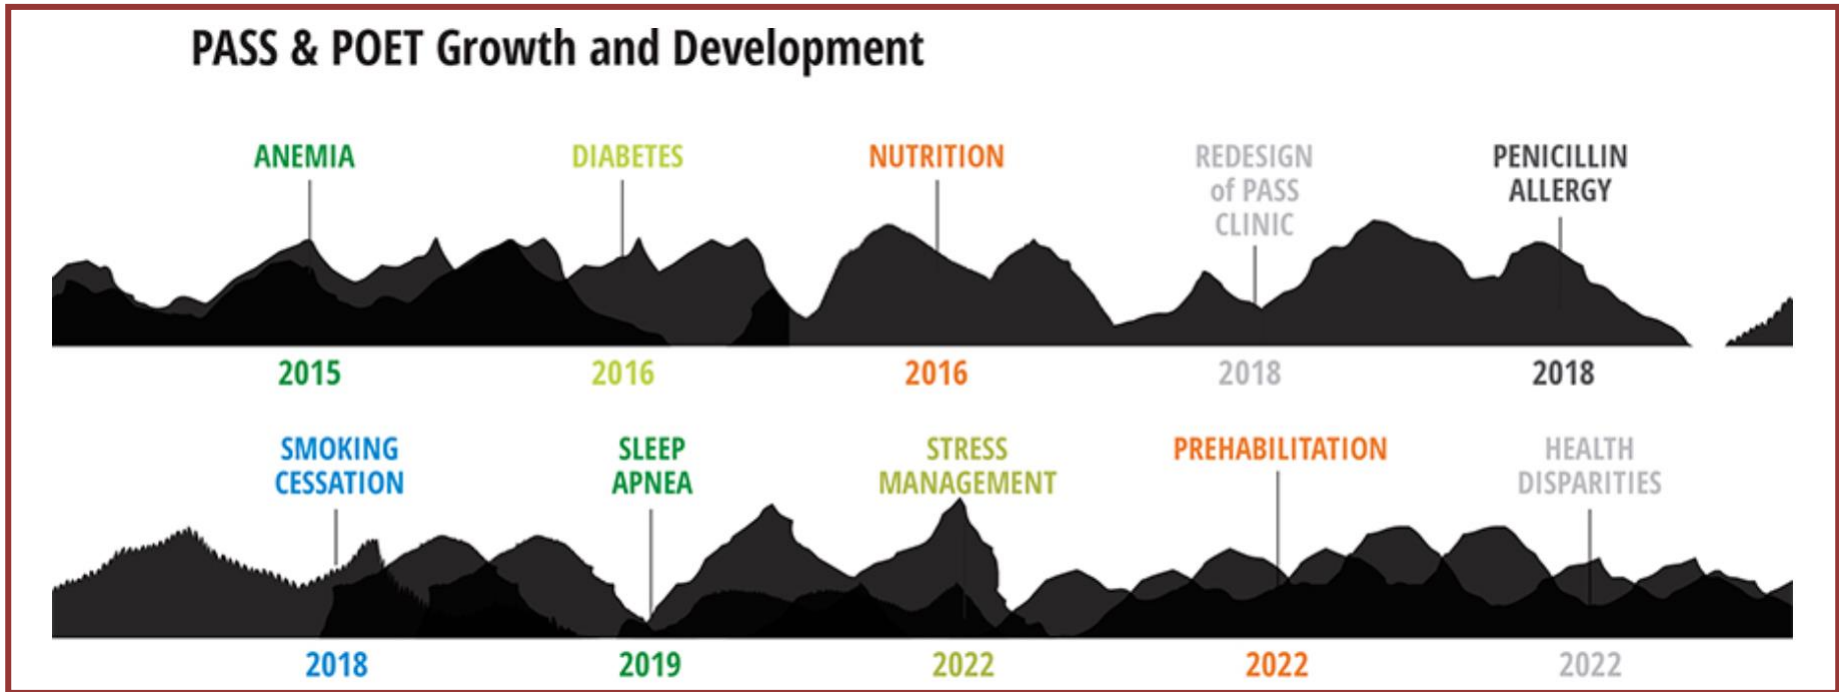 PASS & POET Growth and Development
ANEMIA
DIABETES
NUTRITION
REDESIGN
of PASS
CLINIC
PENICILLIN
ALLERGY
2015
2016
2016
2018
2018
SMOKING
CESSATION
SLEEP
APNEA
STRESS
MANAGEMENT
PREHABILITATION
HEALTH
DISPARITIES
2018
2019
2022
2022
2022